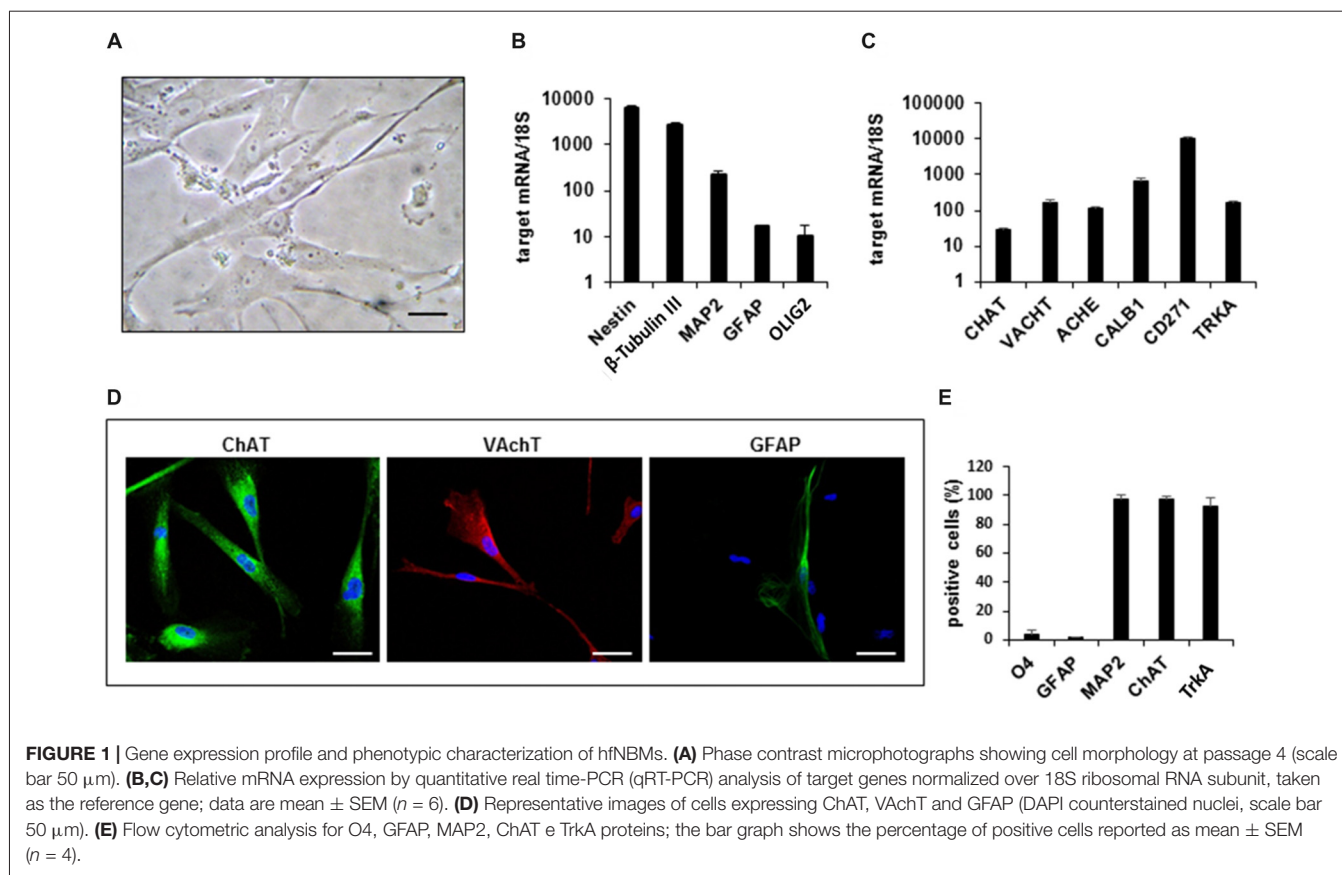 A
B
C
10000
1000
100
10
1
target mRNA/18S
Nestin
β-Tubulin III
MAP2
GFAP
OLIG2
100000
10000
1000
100
10
1
target mRNA/18S
CHAT
VACHT
ACHE
CALB1
CD271
TRKA
D
E
ChAT
VAchT
GFAP
120
100
80
60
40
20
0
positive cells (%)
O4
GFAP
MAP2
ChAT
TrkA
FIGURE 1 | Gene expression profile and phenotypic characterization of hfNBMs. (A) Phase contrast microphotographs showing cell morphology at passage 4 (scale
bar 50 μm). (B,C) Relative mRNA expression by quantitative real time-PCR (qRT-PCR) analysis of target genes normalized over 18S ribosomal RNA subunit, taken
as the reference gene; data are mean ± SEM (n = 6). (D) Representative images of cells expressing ChAT, VAchT and GFAP (DAPI counterstained nuclei, scale bar
50 μm). (E) Flow cytometric analysis for O4, GFAP, MAP2, ChAT e TrkA proteins; the bar graph shows the percentage of positive cells reported as mean ± SEM
(n = 4).